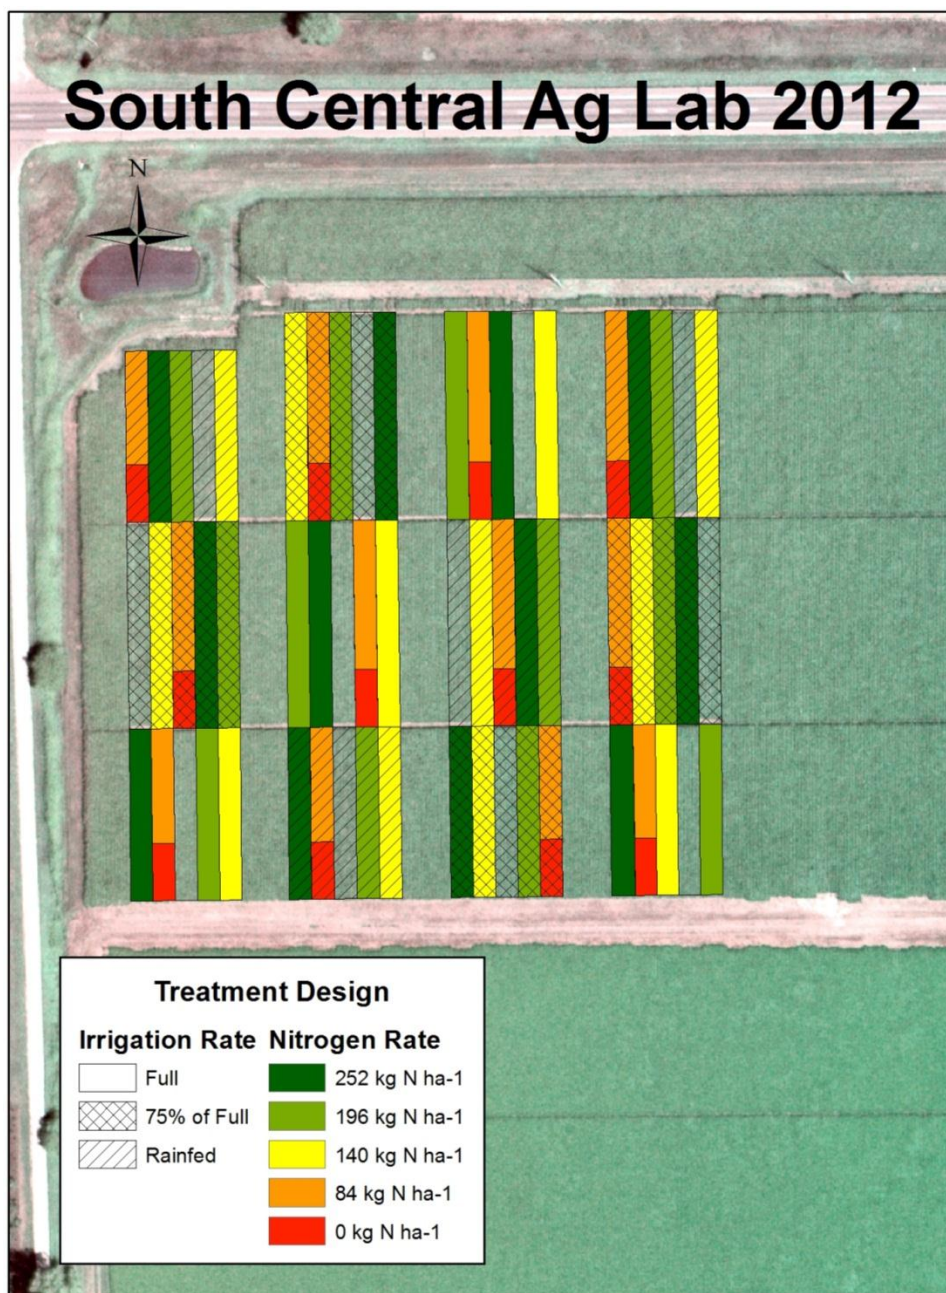 South Central Ag Lab 2012
N
Treatment Design
Irrigation Rate Nitrogen Rate
Full 252 kg N ha-1
75% of Full 196 kg N ha-1
Rainfed 140 kg N ha-1
84 kg N ha-1
0 kg N ha-1